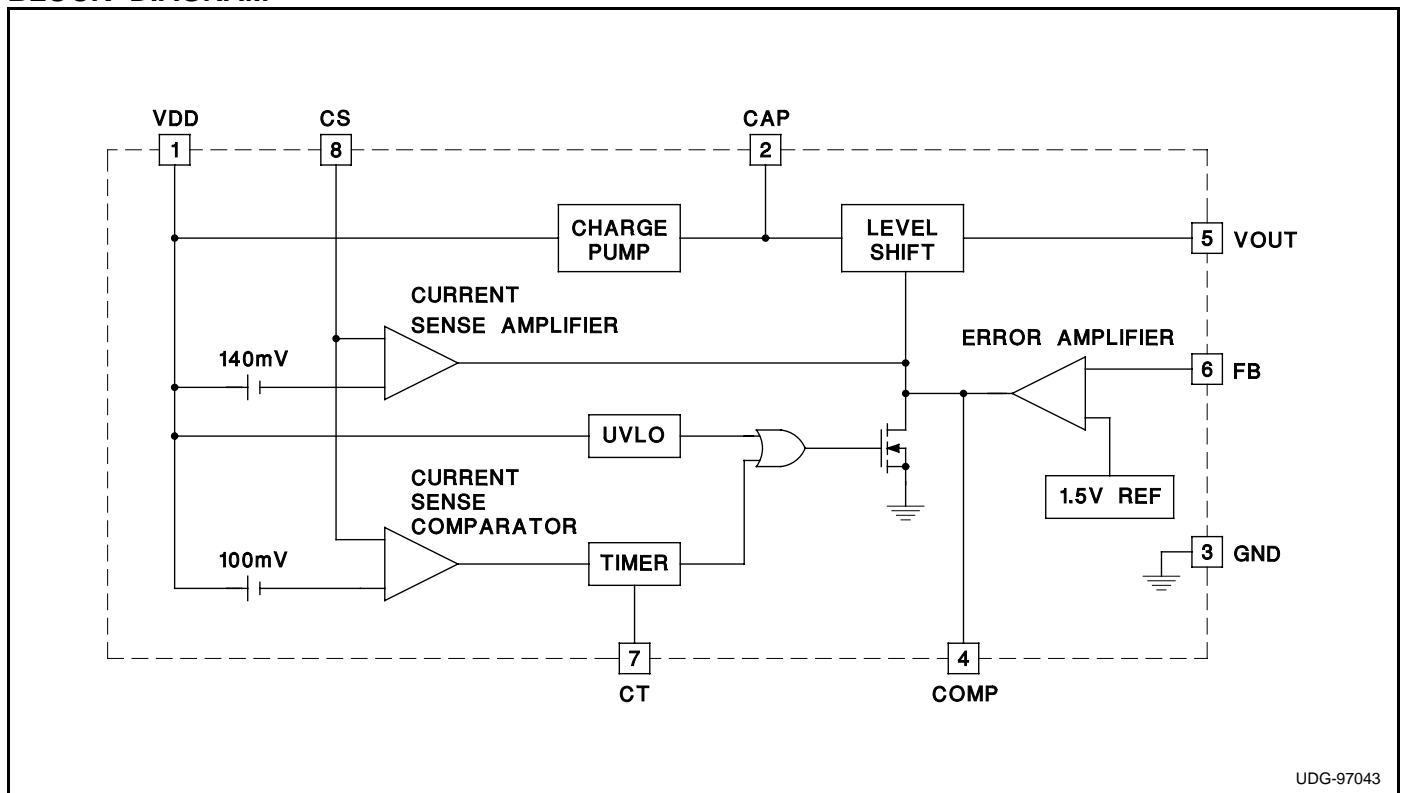 BLOCK DIAGRAM
VDD
CS
CAP
1
8
2
CHARGE
PUMP
LEVEL
SHIFT
5
VOUT
CURRENT
SENSE AMPLIFIER
ERROR AMPLIFIER
140mV
6
FB
UVLO
CURRENT
SENSE
COMPARATOR
1.5V REF
100mV
TIMER
3
GND
7
4
CT
COMP
UDG-97043